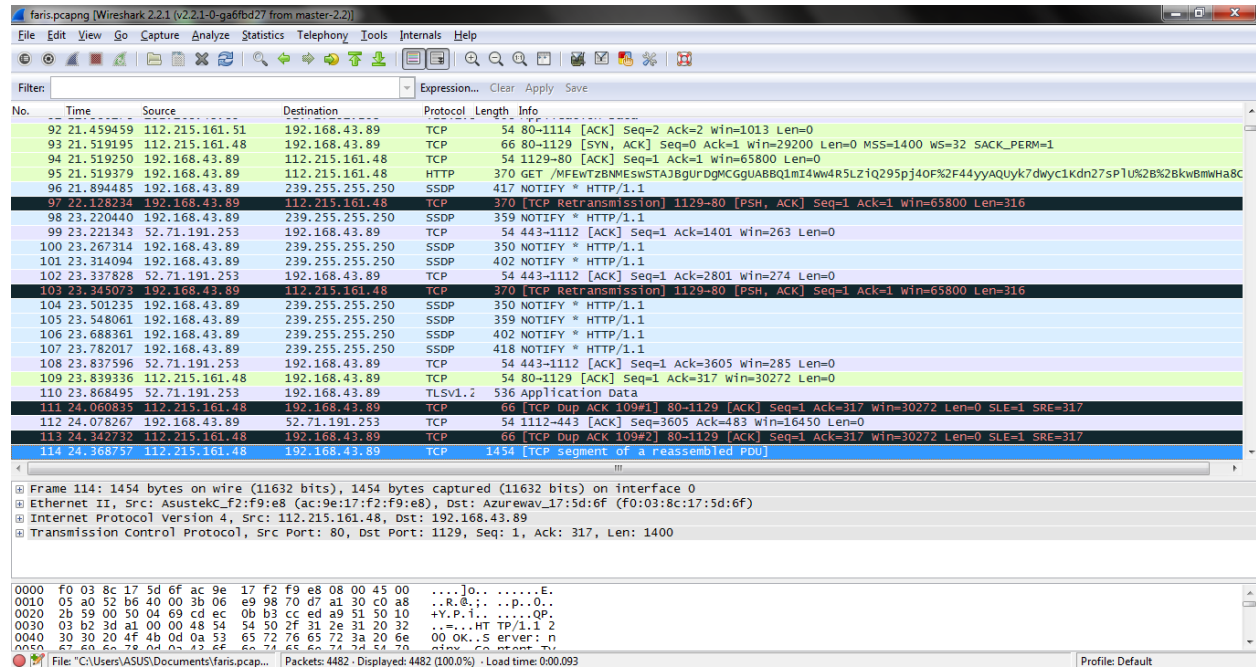 faris.pcapng [Wireshark 2.2.1 (v2.2.1-0-ga6fbd27 from master-2.2)]
File Edit View Go Capture Analyze Statistics Telephony Tools Internals Help
Filter: Expression... Clear Apply Save
No. Time Source Destination Protocol Length Info
92 21.459459 112.215.161.51 192.168.43.89 TCP 54 80→1114 [ACK] Seq=2 Ack=2 Win=1013 Len=0
93 21.519195 112.215.161.48 192.168.43.89 TCP 66 80→1129 [SYN, ACK] Seq=0 Ack=1 Win=29200 Len=0 MSS=1400 WS=32 SACK_PERM=1
94 21.519250 192.168.43.89 112.215.161.48 TCP 54 1129→80 [ACK] Seq=1 Ack=1 Win=65800 Len=0
95 21.519379 192.168.43.89 112.215.161.48 HTTP 370 GET /MFEwTzBNMEswSTAJBgUrDgMCGgUABBQ1mI4Ww4R5LZiQ295pj4OF%2F44yyAQUyk7dWyc1Kdn27sPlU%2B%2BkwBmWHa8C
96 21.894485 192.168.43.89 239.255.255.250 SSDP 417 NOTIFY * HTTP/1.1
97 22.128234 192.168.43.89 112.215.161.48 TCP 370 [TCP Retransmission] 1129→80 [PSH, ACK] Seq=1 Ack=1 Win=65800 Len=316
98 23.220440 192.168.43.89 239.255.255.250 SSDP 359 NOTIFY * HTTP/1.1
99 23.221343 52.71.191.253 192.168.43.89 TCP 54 443→1112 [ACK] Seq=1 Ack=1401 Win=263 Len=0
100 23.267314 192.168.43.89 239.255.255.250 SSDP 350 NOTIFY * HTTP/1.1
101 23.314094 192.168.43.89 239.255.255.250 SSDP 402 NOTIFY * HTTP/1.1
102 23.337828 52.71.191.253 192.168.43.89 TCP 54 443→1112 [ACK] Seq=1 Ack=2801 Win=274 Len=0
103 23.345073 192.168.43.89 112.215.161.48 TCP 370 [TCP Retransmission] 1129→80 [PSH, ACK] Seq=1 Ack=1 Win=65800 Len=316
104 23.501235 192.168.43.89 239.255.255.250 SSDP 350 NOTIFY * HTTP/1.1
105 23.548061 192.168.43.89 239.255.255.250 SSDP 359 NOTIFY * HTTP/1.1
106 23.688361 192.168.43.89 239.255.255.250 SSDP 402 NOTIFY * HTTP/1.1
107 23.782017 192.168.43.89 239.255.255.250 SSDP 418 NOTIFY * HTTP/1.1
108 23.837596 52.71.191.253 192.168.43.89 TCP 54 443→1112 [ACK] Seq=1 Ack=3605 Win=285 Len=0
109 23.839336 112.215.161.48 192.168.43.89 TCP 54 80→1129 [ACK] Seq=1 Ack=317 Win=30272 Len=0
110 23.868495 52.71.191.253 192.168.43.89 TLSv1.2 536 Application Data
111 24.060835 112.215.161.48 192.168.43.89 TCP 66 [TCP Dup ACK 109#1] 80→1129 [ACK] Seq=1 Ack=317 Win=30272 Len=0 SLE=1 SRE=317
112 24.078267 192.168.43.89 52.71.191.253 TCP 54 1112→443 [ACK] Seq=3605 Ack=483 Win=16450 Len=0
113 24.342732 112.215.161.48 192.168.43.89 TCP 66 [TCP Dup ACK 109#2] 80→1129 [ACK] Seq=1 Ack=317 Win=30272 Len=0 SLE=1 SRE=317
114 24.368757 112.215.161.48 192.168.43.89 TCP 1454 [TCP segment of a reassembled PDU]
Frame 114: 1454 bytes on wire (11632 bits), 1454 bytes captured (11632 bits) on interface 0
Ethernet II, Src: AsustekC_f2:f9:e8 (ac:9e:17:f2:f9:e8), Dst: Azurewav_17:5d:6f (f0:03:8c:17:5d:6f)
Internet Protocol Version 4, Src: 112.215.161.48, Dst: 192.168.43.89
Transmission Control Protocol, Src Port: 80, Dst Port: 1129, Seq: 1, Ack: 317, Len: 1400
0000 f0 03 8c 17 5d 6f ac 9e 17 f2 f9 e8 08 00 45 00 ....]o.. ......E.
0010 05 a0 52 b6 40 00 3b 06 e9 98 70 d7 a1 30 c0 a8 ..R.@.;. ..p..0..
0020 2b 59 00 50 04 69 cd ec 0b b3 cc ed a9 51 50 10 +Y.P.i.. .....QP.
0030 03 b2 3d a1 00 00 48 54 54 50 2f 31 2e 31 20 32 ..=...HT TP/1.1 2
0040 30 30 20 4f 4b 0d 0a 53 65 72 76 65 72 3a 20 6e 00 OK..S erver: n
File: "C:\Users\ASUS\Documents\faris.pcap... Packets: 4482 · Displayed: 4482 (100.0%) · Load time: 0:00.093 Profile: Default